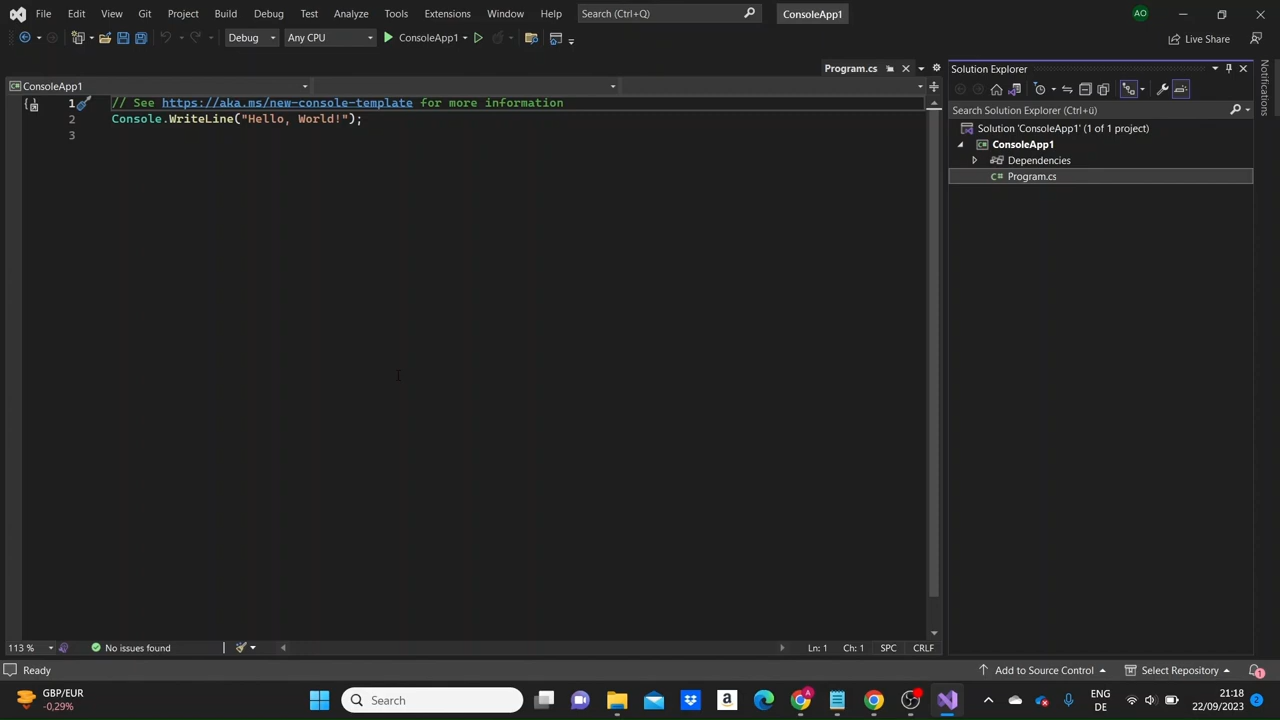 File Edit View Git Project Build Debug Test Analyze Tools Extensions Window Help Search (Ctrl+Q) ConsoleApp1 AO
Debug Any CPU ConsoleApp1 Live Share
Program.cs
Solution Explorer
ConsoleApp1
Search Solution Explorer (Ctrl+ü)
Solution 'ConsoleApp1' (1 of 1 project)
ConsoleApp1
Dependencies
Program.cs
Notifications
1 // See https://aka.ms/new-console-template for more information
2 Console.WriteLine("Hello, World!");
3
113 % No issues found Ln: 1 Ch: 1 SPC CRLF
Ready Add to Source Control Select Repository 1
GBP/EUR
-0,29%
Search
ENG
DE
21:18
22/09/2023